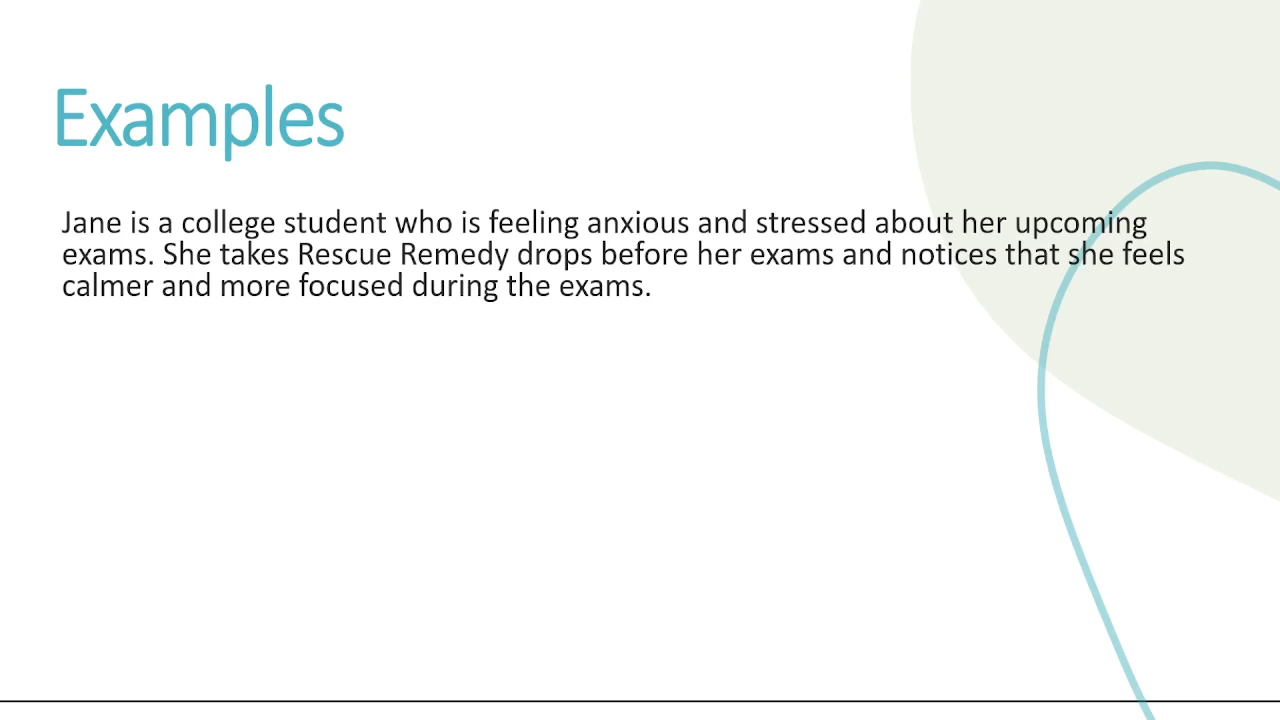 Examples
Jane is a college student who is feeling anxious and stressed about her upcoming
exams. She takes Rescue Remedy drops before her exams and notices that she feels
calmer and more focused during the exams.